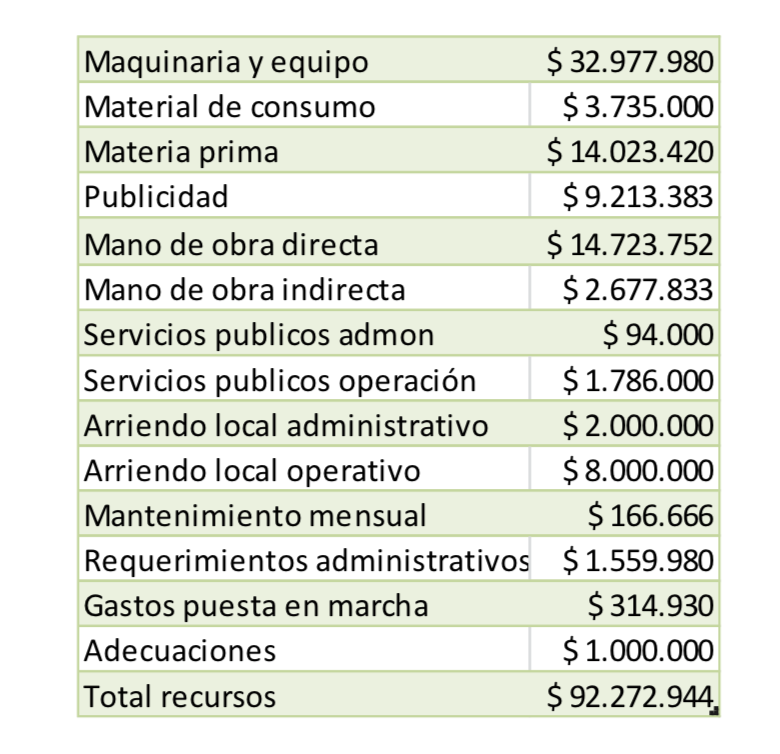 Maquinaria y equipo $ 32.977.980
Material de consumo $ 3.735.000
Materia prima $ 14.023.420
Publicidad $ 9.213.383
Mano de obra directa $ 14.723.752
Mano de obra indirecta $ 2.677.833
Servicios publicos admon $ 94.000
Servicios publicos operación $ 1.786.000
Arriendo local administrativo $ 2.000.000
Arriendo local operativo $ 8.000.000
Mantenimiento mensual $ 166.666
Requerimientos administrativos $ 1.559.980
Gastos puesta en marcha $ 314.930
Adecuaciones $ 1.000.000
Total recursos $ 92.272.944